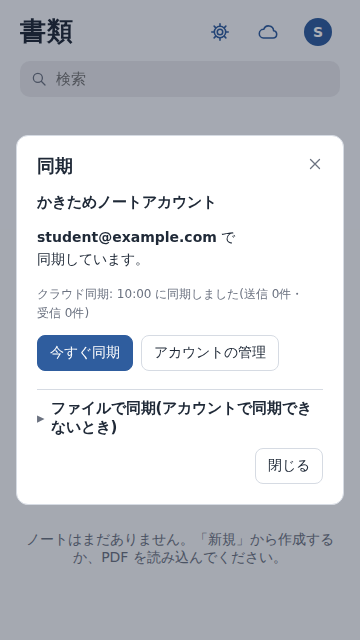 書類
S
検索
同期
かきためノートアカウント
student@example.com で
同期しています。
クラウド同期: 10:00 に同期しました(送信 0件・
受信 0件)
今すぐ同期 アカウントの管理
ファイルで同期(アカウントで同期でき
ないとき)
閉じる
ノートはまだありません。「新規」から作成する
か、PDF を読み込んでください。